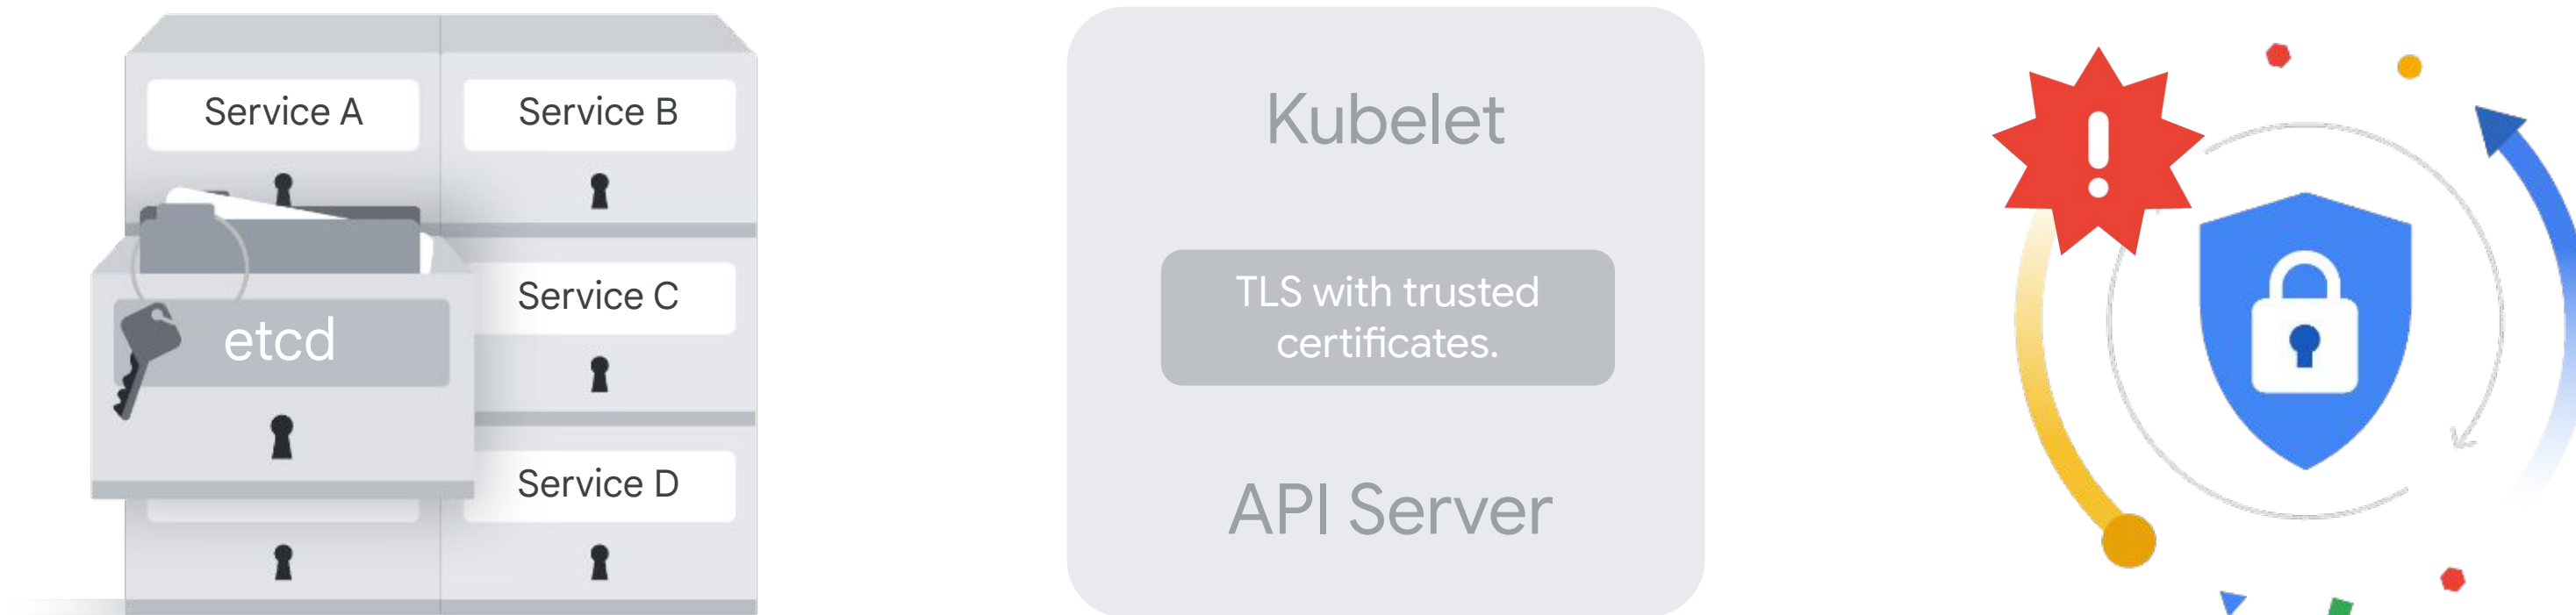 Service A
Service B
Service C
etcd
Service D
Kubelet
TLS with trusted
certificates.
API Server
!